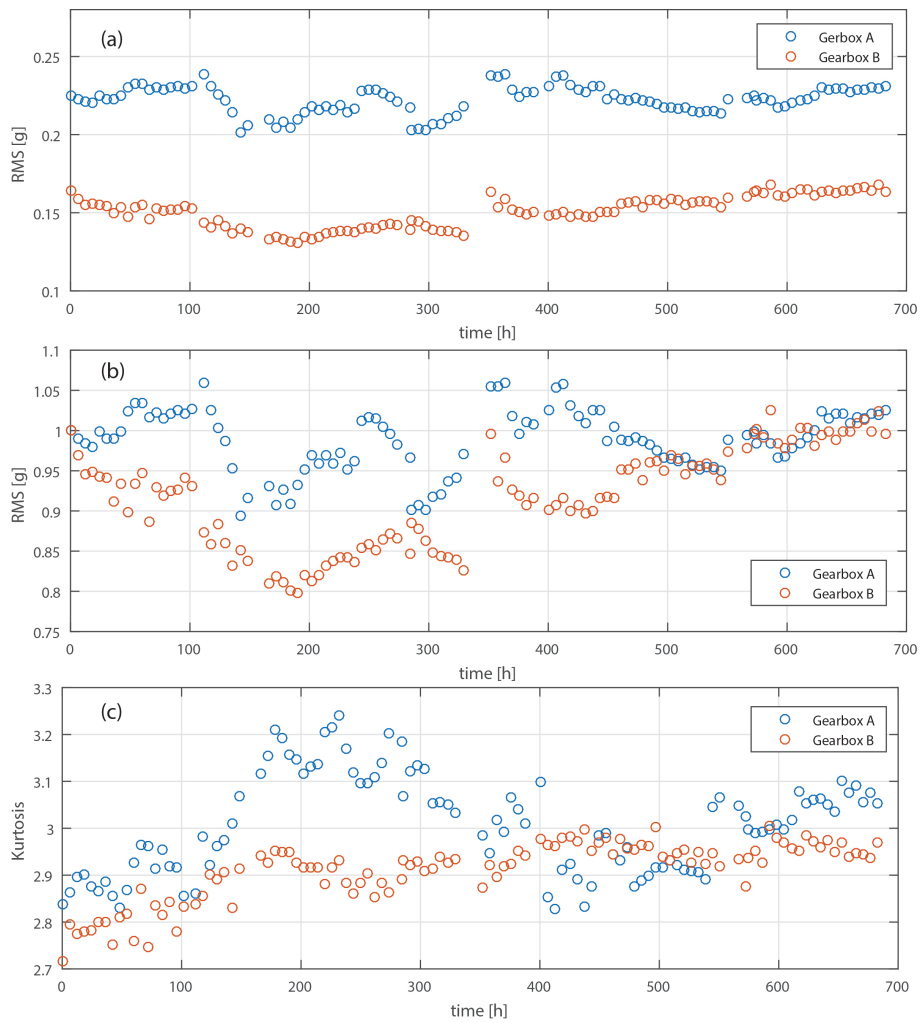 (a)
Gerbox A
Gearbox B
0.25
0.2
0.15
0.1
RMS [g]
0 100 200 300 400 500 600 700
time [h]
(b)
1.1
1.05
1
0.95
0.9
0.85
0.8
0.75
RMS [g]
Gearbox A
Gearbox B
0 100 200 300 400 500 600 700
time [h]
(c)
Gearbox A
Gearbox B
3.3
3.2
3.1
3
2.9
2.8
2.7
Kurtosis
0 100 200 300 400 500 600 700
time [h]